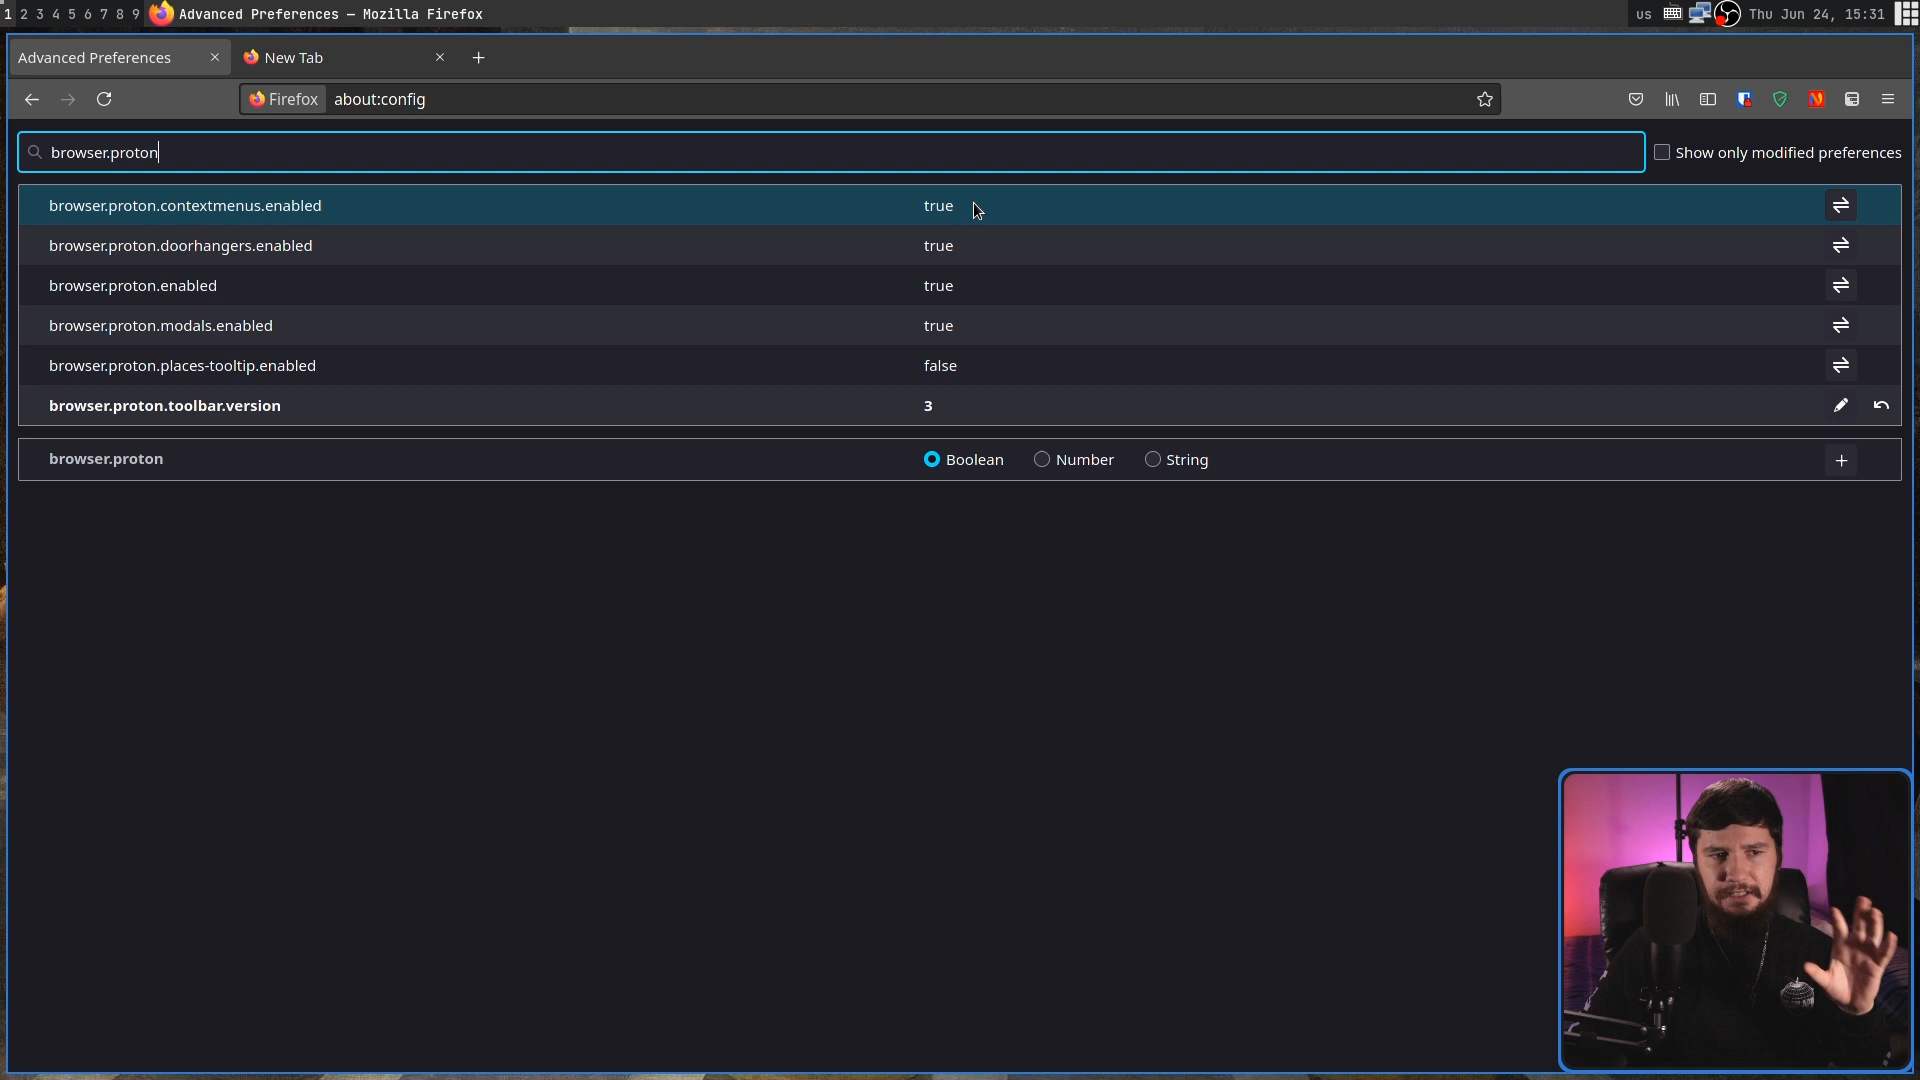 1 2 3 4 5 6 7 8 9 Advanced Preferences — Mozilla Firefox us Thu Jun 24, 15:31
Advanced Preferences New Tab
Firefox about:config
browser.proton Show only modified preferences
browser.proton.contextmenus.enabled true
browser.proton.doorhangers.enabled true
browser.proton.enabled true
browser.proton.modals.enabled true
browser.proton.places-tooltip.enabled false
browser.proton.toolbar.version 3
browser.proton Boolean Number String